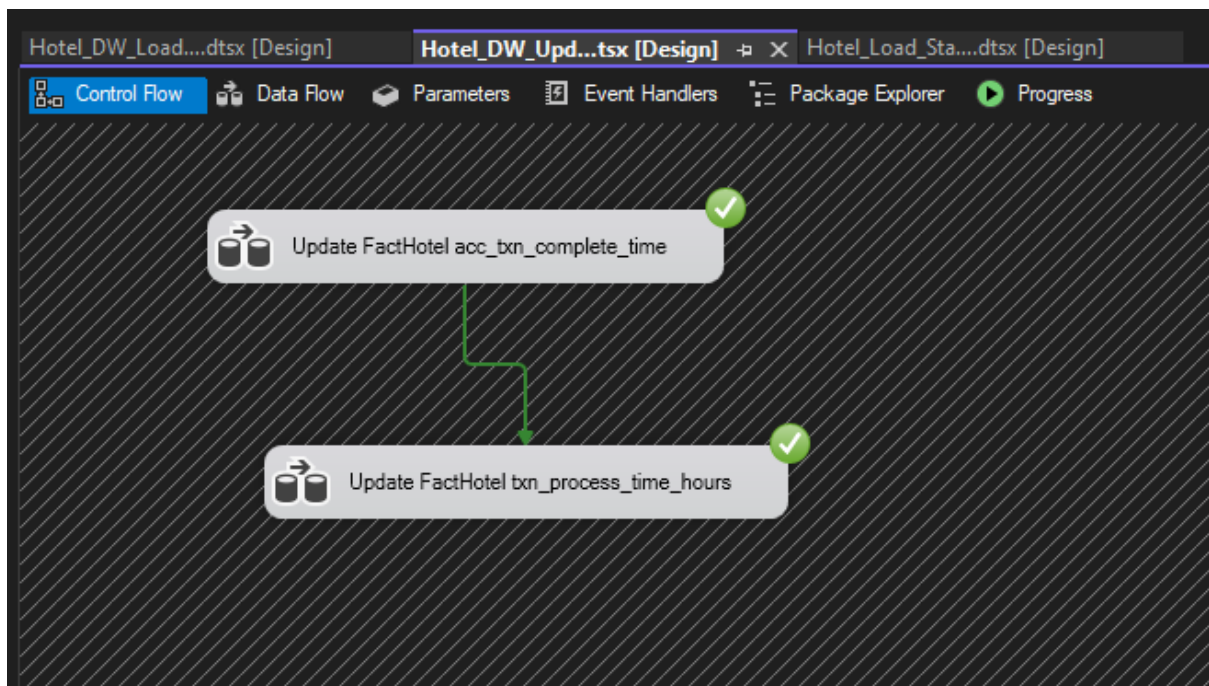 Hotel_DW_Load....dtsx [Design] Hotel_DW_Upd...tsx [Design] Hotel_Load_Sta....dtsx [Design]
Control Flow Data Flow Parameters Event Handlers Package Explorer Progress
Update FactHotel acc_txn_complete_time
Update FactHotel txn_process_time_hours